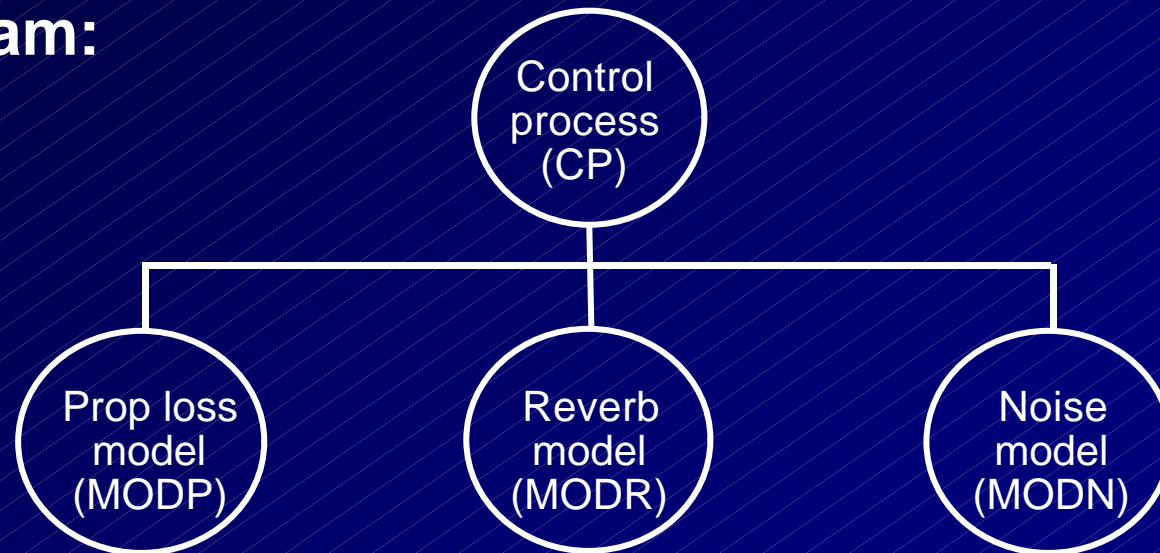 am:
Control
process
(CP)
Prop loss
model
(MODP)
Reverb
model
(MODR)
Noise
model
(MODN)